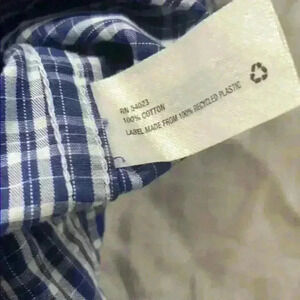 RN 54023
100% COTTON
LABEL MADE FROM 100% RECYCLED PLASTIC